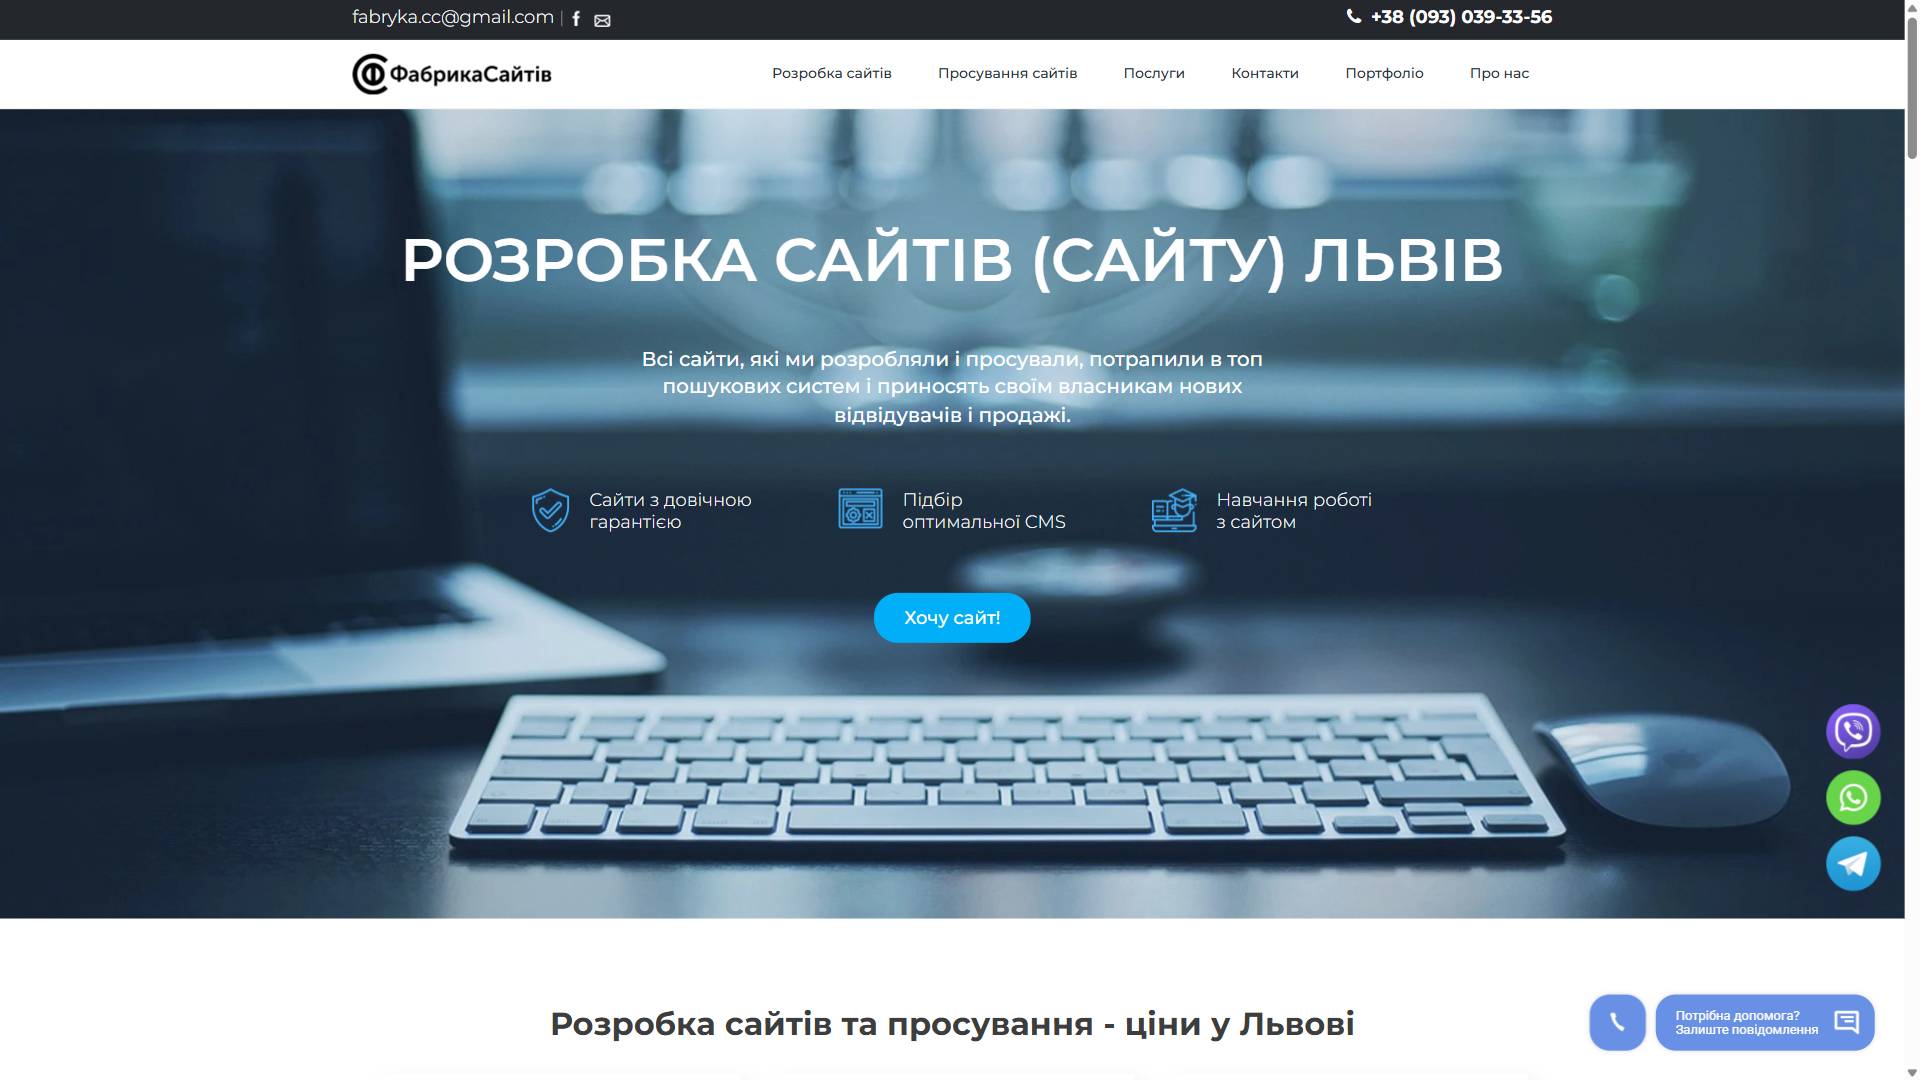 fabryka.cc@gmail.com
+38 (093) 039-33-56
ФабрикаСайтів
Розробка сайтів
Просування сайтів
Послуги
Контакти
Портфоліо
Про нас
РОЗРОБКА САЙТІВ (САЙТУ) ЛЬВІВ
Всі сайти, які ми розробляли і просували, потрапили в топ
пошукових систем і приносять своїм власникам нових
відвідувачів і продажі.
Сайти з довічною
гарантією
Підбір
оптимальної CMS
Навчання роботі
з сайтом
Хочу сайт!
Розробка сайтів та просування - ціни у Львові
Потрібна допомога?
Залиште повідомлення